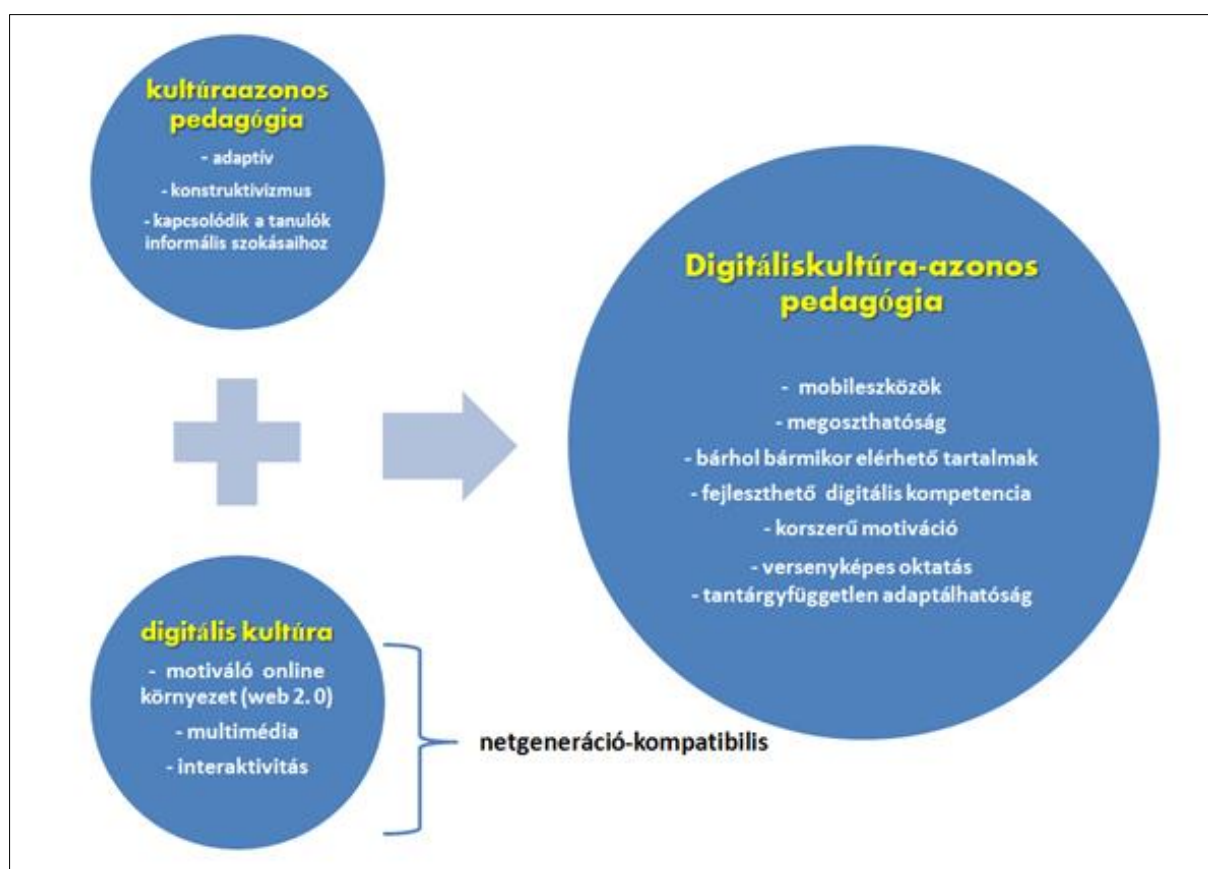 kultúraazonos
pedagógia
- adaptív
- konstruktivizmus
- kapcsolódik a tanulók
informális szokásaihoz
digitális kultúra
- motiváló online
környezet (web 2. 0)
- multimédia
- interaktivitás
netgeneráció-kompatibilis
Digitáliskultúra-azonos
pedagógia
- mobileszközök
- megoszthatóság
- bárhol bármikor elérhető tartalmak
- fejleszthető digitális kompetencia
- korszerű motiváció
- versenyképes oktatás
- tantárgyfüggetlen adaptálhatóság